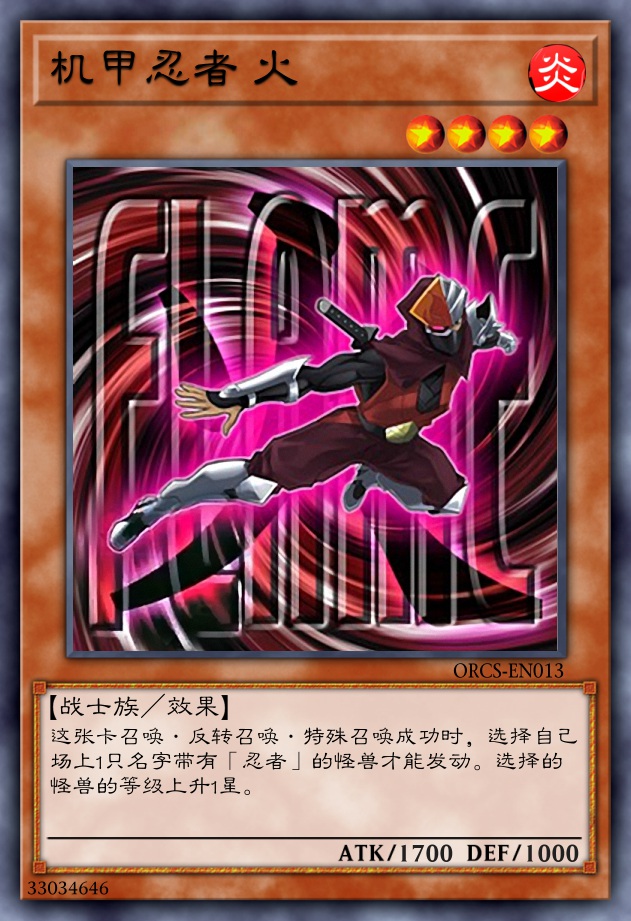 机甲忍者 火
炎
FLAME
ORCS-EN013
【战士族／效果】
这张卡召唤·反转召唤·特殊召唤成功时，选择自己
场上1只名字带有「忍者」的怪兽才能发动。选择的
怪兽的等级上升1星。
ATK/1700 DEF/1000
33034646